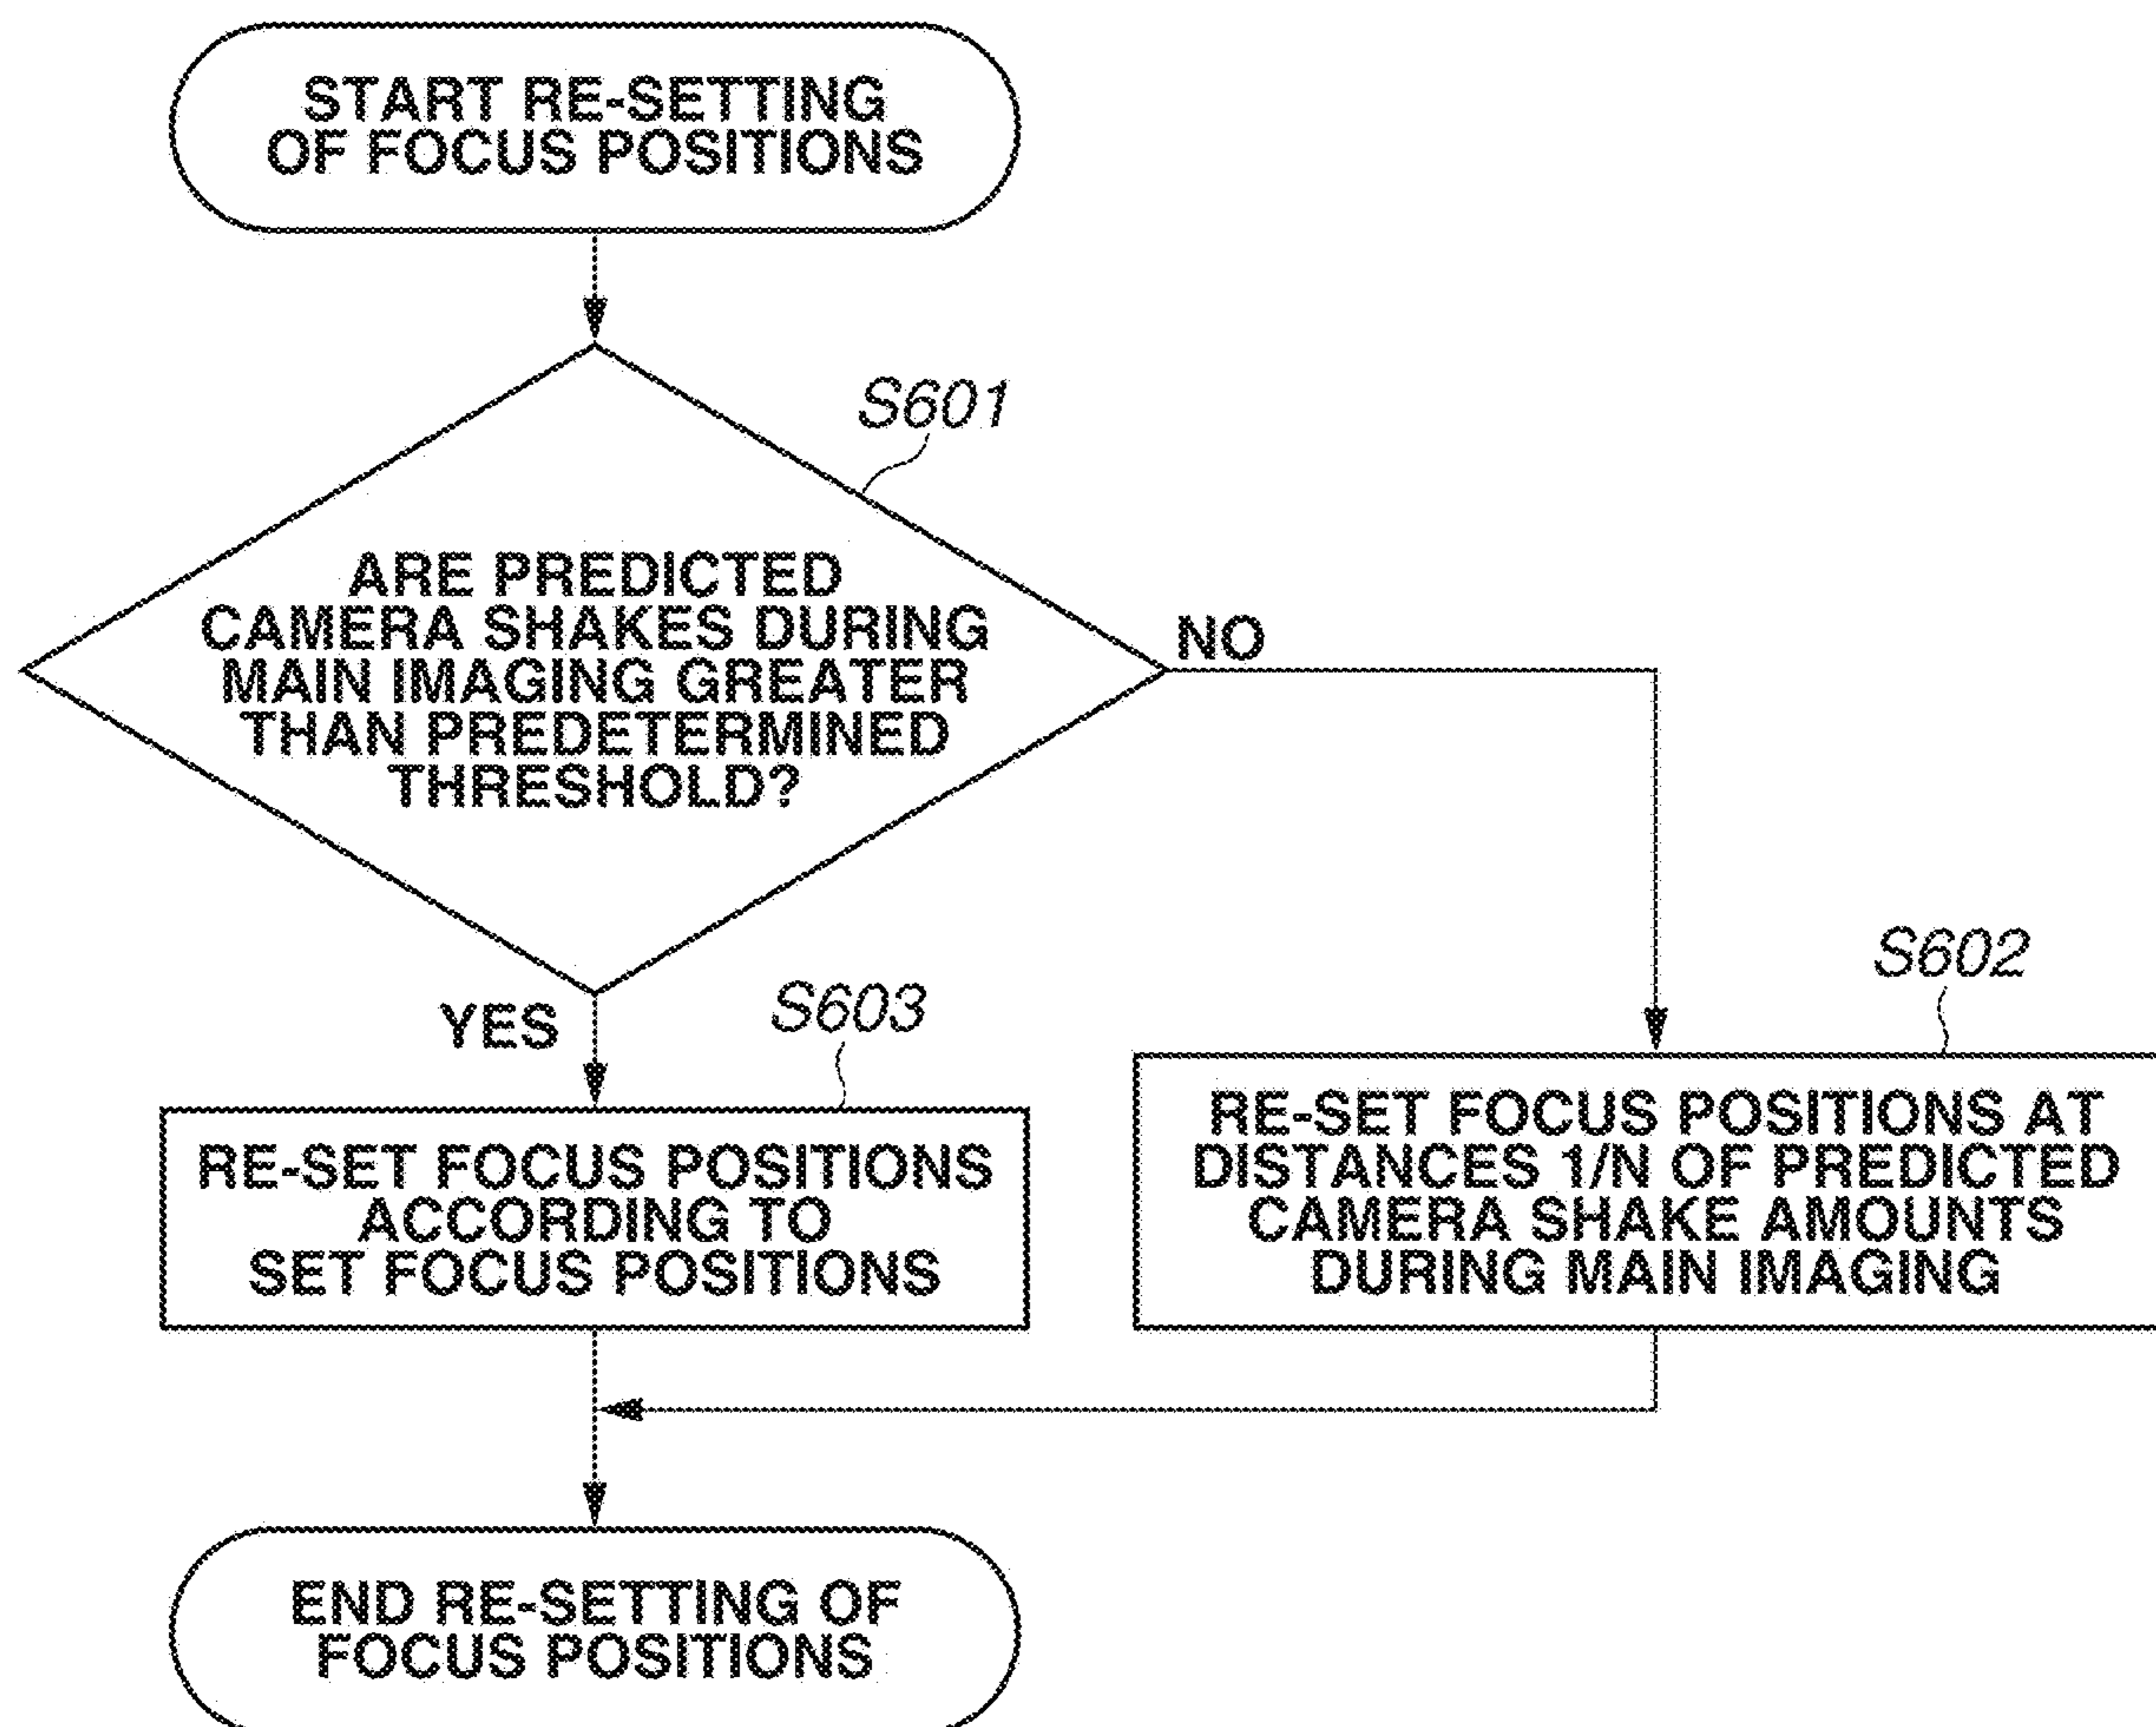 START RE-SETTING
OF FOCUS POSITIONS
S601
ARE PREDICTED
CAMERA SHAKES DURING
MAIN IMAGING GREATER
THAN PREDETERMINED
THRESHOLD?
NO
YES
S603
RE-SET FOCUS POSITIONS
ACCORDING TO
SET FOCUS POSITIONS
S602
RE-SET FOCUS POSITIONS AT
DISTANCES 1/N OF PREDICTED
CAMERA SHAKE AMOUNTS
DURING MAIN IMAGING
END RE-SETTING OF
FOCUS POSITIONS